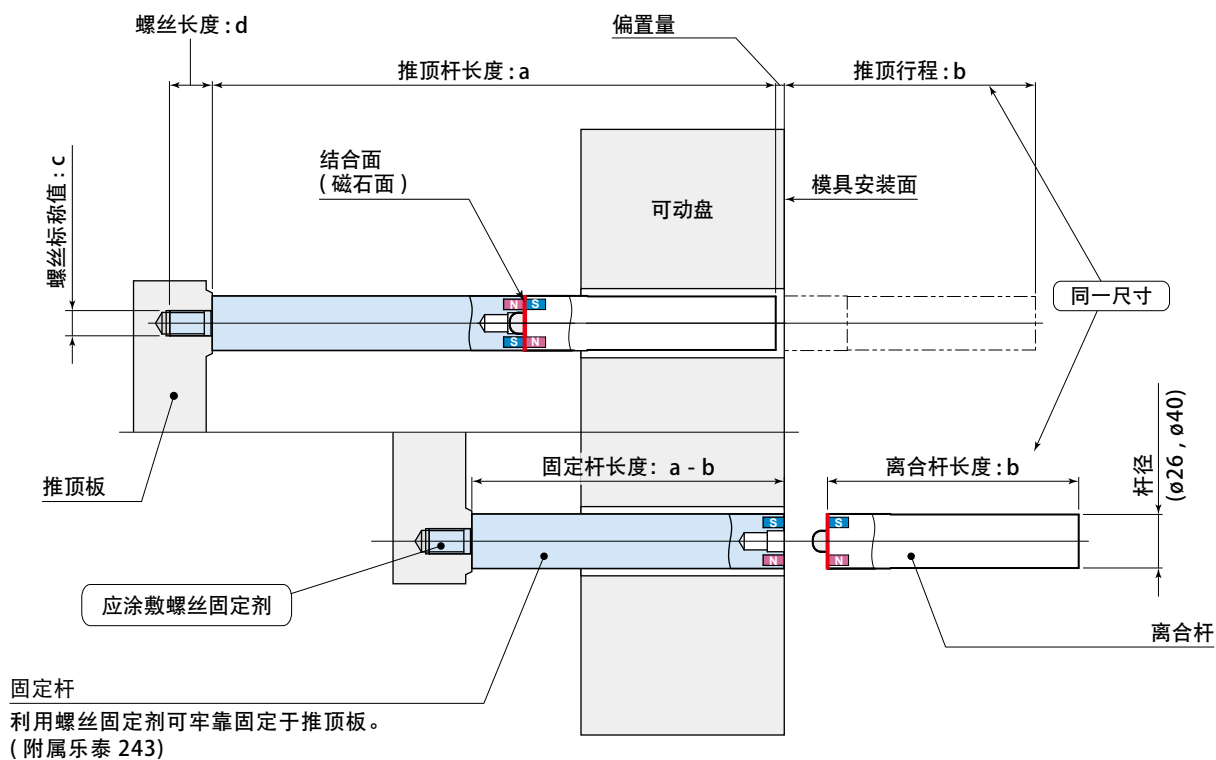 螺丝长度 : d
偏置量
推顶杆长度 : a
推顶行程 : b
螺丝标称值 : c
结合面
( 磁石面 )
可动盘
模具安装面
同一尺寸
N S
S N
推顶板
固定杆长度: a - b
离合杆长度 : b
杆径
(ø26 , ø40)
S S
N N
应涂敷螺丝固定剂
离合杆
固定杆
利用螺丝固定剂可牢靠固定于推顶板。
( 附属乐泰 243)